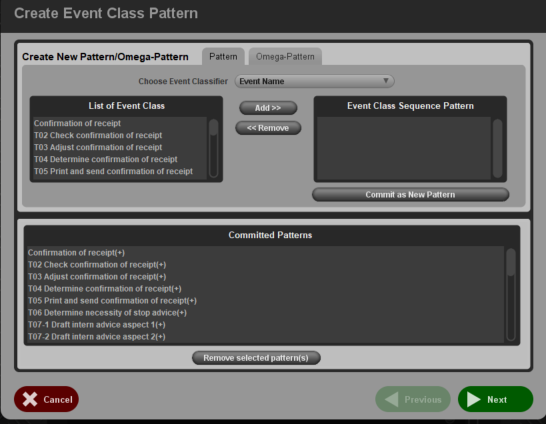 Create Event Class Pattern
Create New Pattern/Omega-Pattern
Pattern
Omega-Pattern
Choose Event Classifier
Event Name
List of Event Class
Confirmation of receipt
T02 Check confirmation of receipt
T03 Adjust confirmation of receipt
T04 Determine confirmation of receipt
T05 Print and send confirmation of receipt
Add >>
<< Remove
Event Class Sequence Pattern
Commit as New Pattern
Committed Patterns
Confirmation of receipt(+)
T02 Check confirmation of receipt(+)
T03 Adjust confirmation of receipt(+)
T04 Determine confirmation of receipt(+)
T05 Print and send confirmation of receipt(+)
T06 Determine necessity of stop advice(+)
T07-1 Draft intern advice aspect 1(+)
T07-2 Draft intern advice aspect 2(+)
Remove selected pattern(s)
Cancel
Previous
Next